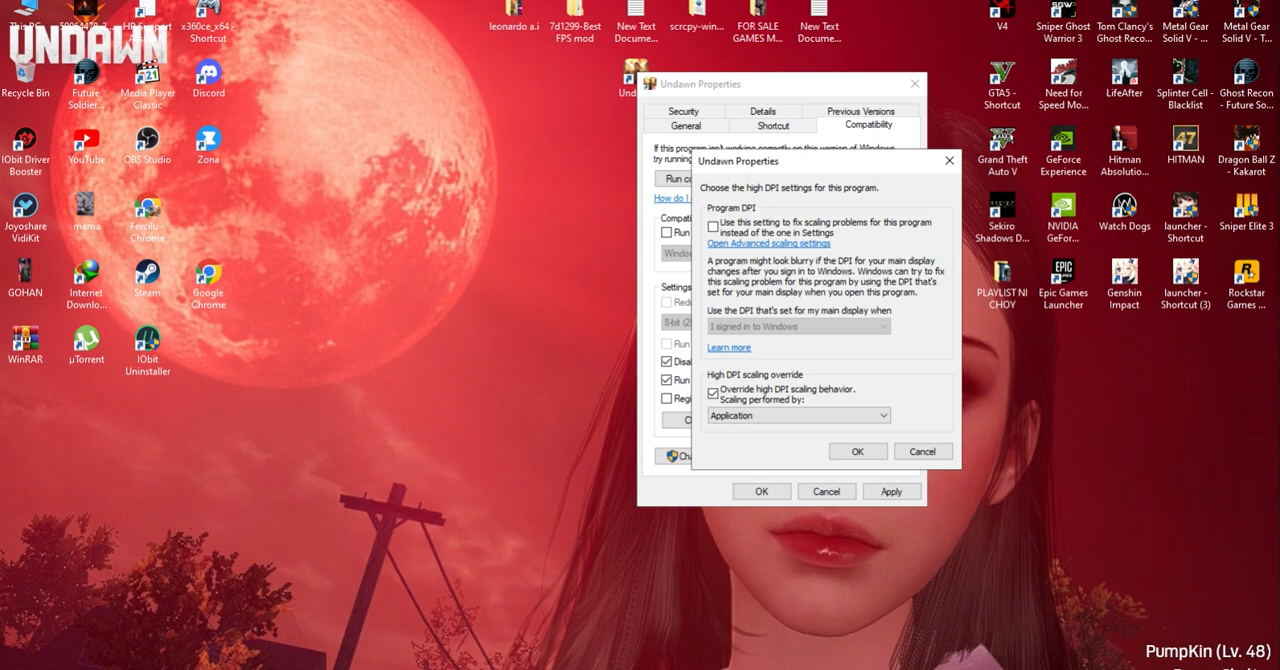 This PC
HP Support
x360ce_x64 -
Shortcut
UNDAWN
Recycle Bin
Future
Soldier...
Media Player
Classic
Discord
IObit Driver
Booster
YouTube
OBS Studio
Zona
Joyoshare
VidiKit
mama
Fercilu -
Chrome
GOHAN
Internet
Downlo...
Steam
Google
Chrome
WinRAR
µTorrent
IObit
Uninstaller
leonardo a.i
7d1299-Best
FPS mod
New Text
Docume...
scrcpy-win...
FOR SALE
GAMES M...
New Text
Docume...
V4
Sniper Ghost
Warrior 3
Tom Clancy's
Ghost Reco...
Metal Gear
Solid V - ...
Metal Gear
Solid V - T...
GTA5 -
Shortcut
Need for
Speed Mo...
LifeAfter
Splinter Cell -
Blacklist
Ghost Recon
- Future So...
Grand Theft
Auto V
GeForce
Experience
Hitman
Absolutio...
47
HITMAN
Dragon Ball Z
- Kakarot
Sekiro
Shadows D...
NVIDIA
GeFor...
Watch Dogs
launcher -
Shortcut
Sniper Elite 3
PLAYLIST NI
CHOY
EPIC
Epic Games
Launcher
Genshin
Impact
launcher -
Shortcut (3)
Rockstar
Games ...
Undawn Properties
Security
Details
Previous Versions
General
Shortcut
Compatibility
If this program isn't working correctly on this version of Windows,
try running
Run co
How do I
Compati
Run
Windo
Settings
Redu
8-bit (2
Run
Disa
Run
Regi
C
Cha
OK
Cancel
Apply
Undawn Properties
Choose the high DPI settings for this program.
Program DPI
Use this setting to fix scaling problems for this program
instead of the one in Settings
Open Advanced scaling settings
A program might look blurry if the DPI for your main display
changes after you sign in to Windows. Windows can try to fix
this scaling problem for this program by using the DPI that's
set for your main display when you open this program.
Use the DPI that's set for my main display when
I signed in to Windows
Learn more
High DPI scaling override
Override high DPI scaling behavior.
Scaling performed by:
Application
OK
Cancel
PumpKin (Lv. 48)